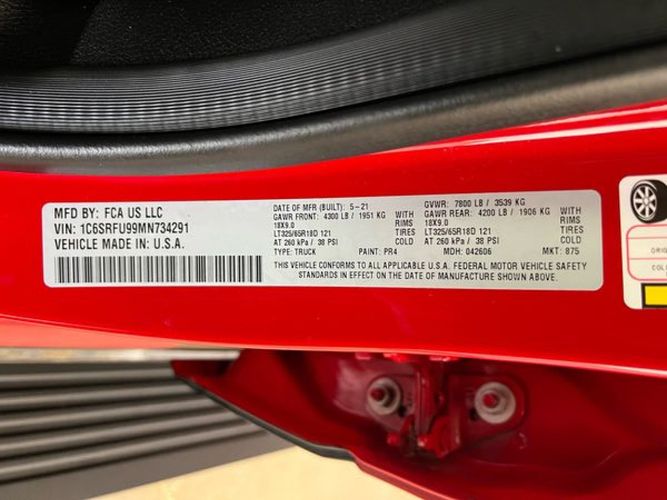 MFD BY: FCA US LLC
VIN: 1C6SRFU99MN734291
VEHICLE MADE IN U.S.A.
DATE OF MFR (BUILT): 5-21
GAWR FRONT: 4300 LB / 1951 KG WITH
18X9.0 RIMS
LT325/65R18D 121 TIRES
AT 260 kPa / 38 PSI
TYPE: TRUCK PAINT: PR4
GVWR: 7800 LB / 3539 KG
GAWR REAR: 4200 LB / 1906 KG WITH
18X9.0 RIMS
LT325/65R18D 121 TIRES
AT 260 kPa / 38 PSI
MDH: 042606 MKT: 875
THIS VEHICLE CONFORMS TO ALL APPLICABLE U.S.A. FEDERAL MOTOR VEHICLE SAFETY
STANDARDS IN EFFECT ON THE DATE OF MANUFACTURE SHOWN ABOVE.